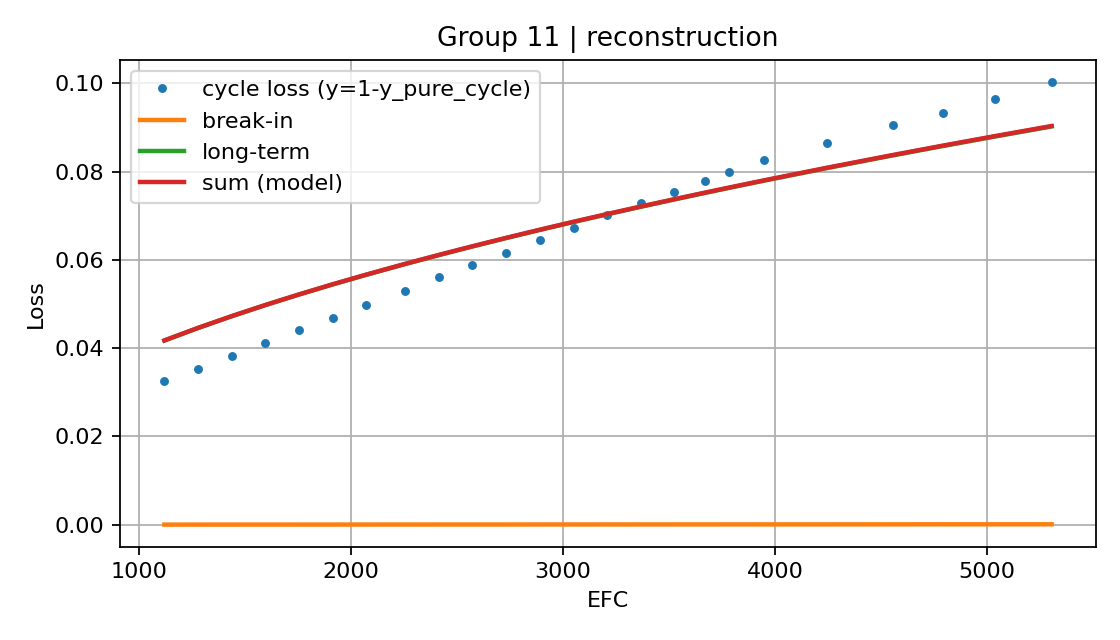 Group 11 | reconstruction
cycle loss (y=1-y_pure_cycle)
break-in
long-term
sum (model)
Loss
0.10
0.08
0.06
0.04
0.02
0.00
1000 2000 3000 4000 5000
EFC